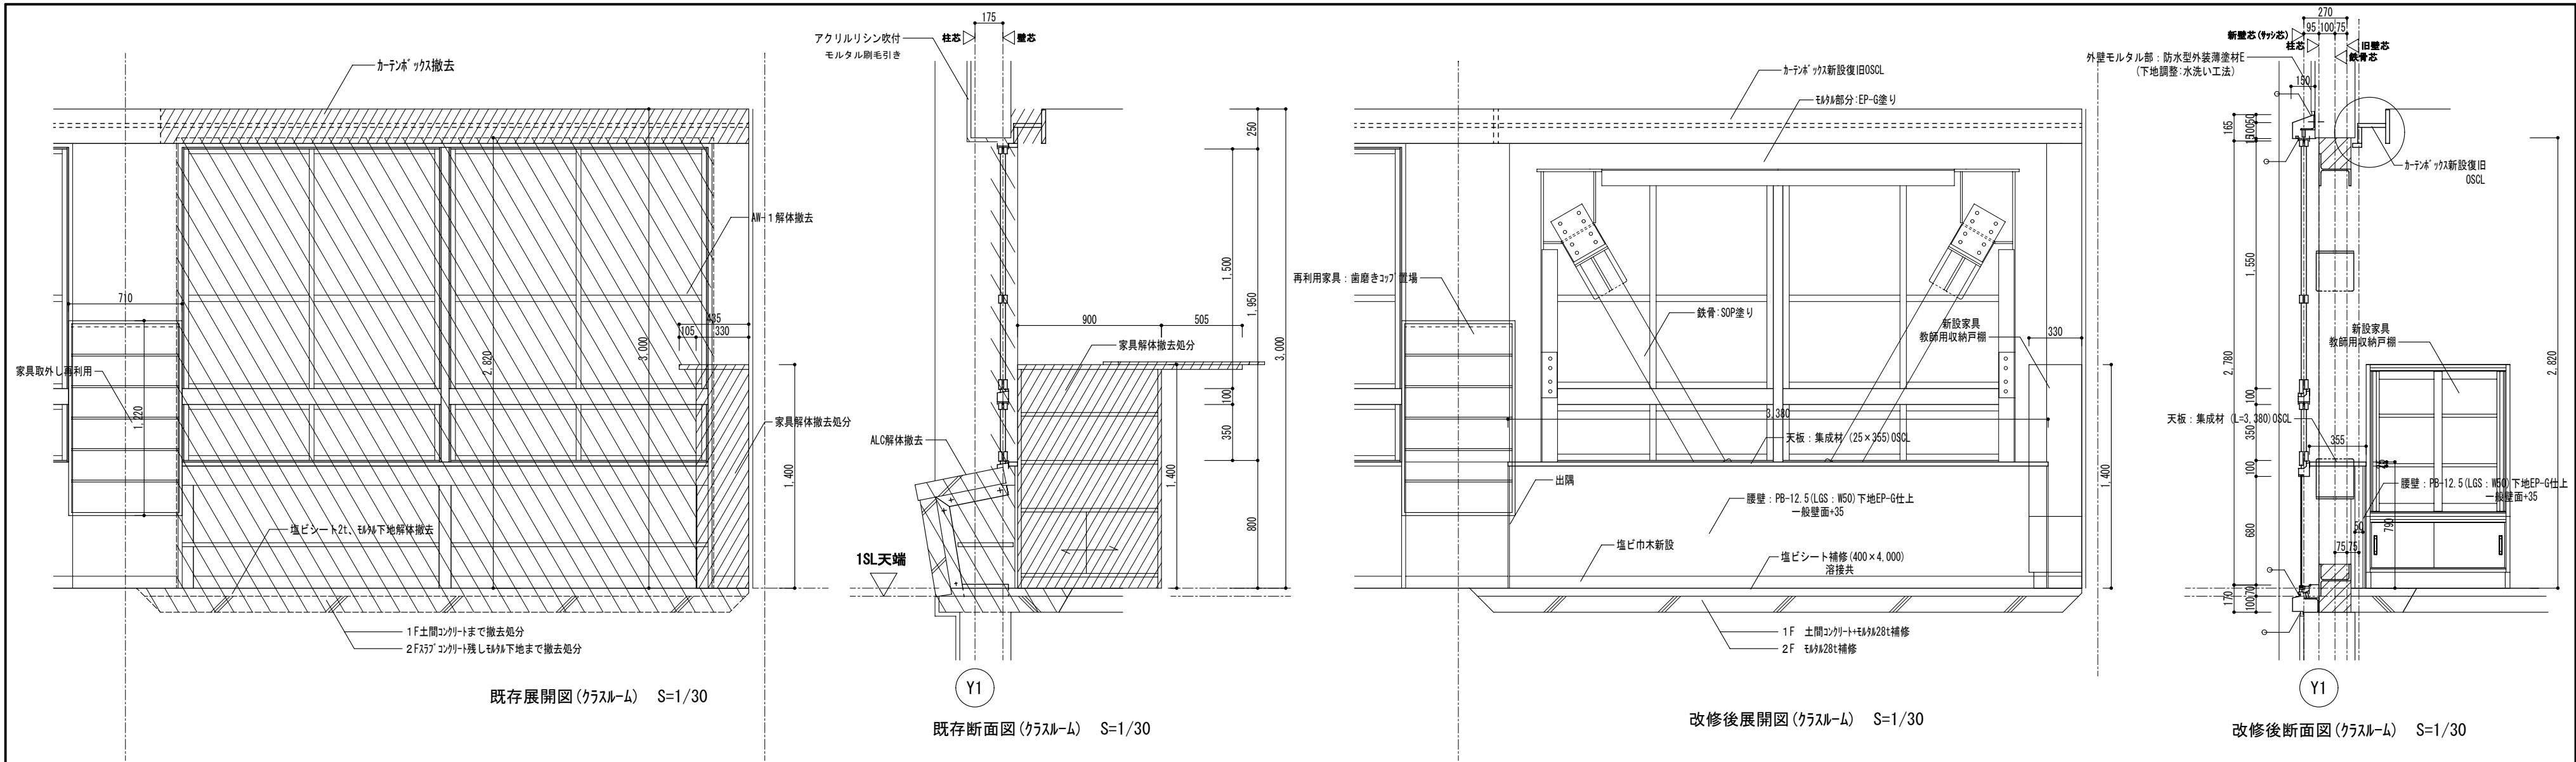 カーテンボックス撤去
AW-1解体撤去
710
435
105
330
3,000
2,820
1,220
1,400
家具取外し再利用
家具解体撤去処分
塩ビシート2t、モルタル下地解体撤去
1F土間コンクリートまで撤去処分
2Fスラブコンクリート残しモルタル下地まで撤去処分
既存展開図(クラスルーム) S=1/30
175
柱芯
壁芯
アクリルリシン吹付
モルタル刷毛引き
250
1,500
1,950
3,000
900
505
家具解体撤去処分
100
350
1,400
800
ALC解体撤去
1SL天端
Y1
既存断面図(クラスルーム) S=1/30
カーテンボックス新設復旧OSCL
モルタル部分:EP-G塗り
再利用家具:歯磨きコップ置場
鉄骨:SOP塗り
新設家具
教師用収納戸棚
330
3,380
天板:集成材 (25×355)OSCL
1,400
出隅
腰壁:PB-12.5(LGS:W50)下地EP-G仕上
一般壁面+35
塩ビ巾木新設
塩ビシート補修(400×4,000)
溶接共
1F 土間コンクリート+モルタル28t補修
2F モルタル28t補修
改修後展開図(クラスルーム) S=1/30
270
95
100
75
新壁芯(サッシ芯)
柱芯
旧壁芯
鉄骨芯
外壁モルタル部:防水型外装薄塗材E
(下地調整:水洗い工法)
150
165
カーテンボックス新設復旧
OSCL
1,550
2,780
2,820
新設家具
教師用収納戸棚
100
350
天板:集成材 (L=3,380)OSCL
355
100
腰壁:PB-12.5(LGS:W50)下地EP-G仕上
一般壁面+35
680
790
50
75
75
170
100
70
Y1
改修後断面図(クラスルーム) S=1/30